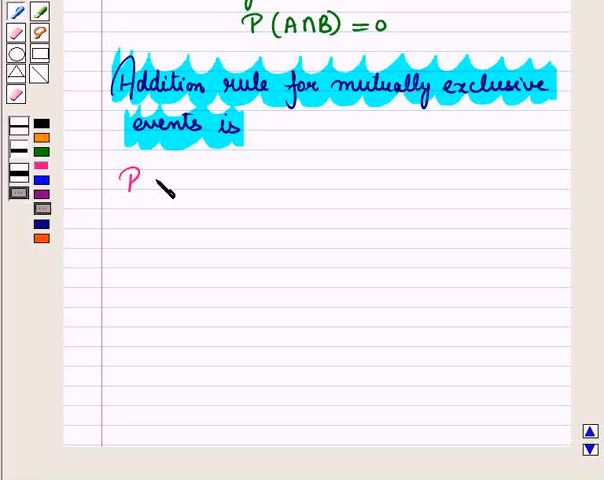 P (A∩B) = 0
Addition rule for mutually exclusive
events is
P